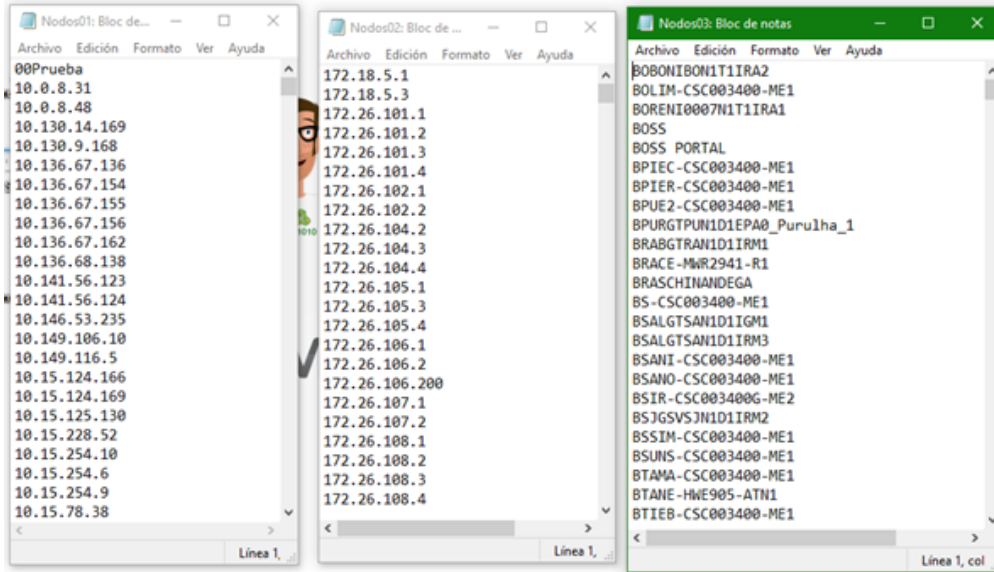 Nodos01: Bloc de...
Archivo Edición Formato Ver Ayuda
00Prueba
10.0.8.31
10.0.8.48
10.130.14.169
10.130.9.168
10.136.67.136
10.136.67.154
10.136.67.155
10.136.67.156
10.136.67.162
10.136.68.138
10.141.56.123
10.141.56.124
10.146.53.235
10.149.106.10
10.149.116.5
10.15.124.166
10.15.124.169
10.15.125.130
10.15.228.52
10.15.254.10
10.15.254.6
10.15.254.9
10.15.78.38
Línea 1,
Nodos02: Bloc de ...
Archivo Edición Formato Ver Ayuda
172.18.5.1
172.18.5.3
172.26.101.1
172.26.101.2
172.26.101.3
172.26.101.4
172.26.102.1
172.26.102.2
172.26.104.2
172.26.104.3
172.26.104.4
172.26.105.1
172.26.105.3
172.26.105.4
172.26.106.1
172.26.106.2
172.26.106.200
172.26.107.1
172.26.107.2
172.26.108.1
172.26.108.2
172.26.108.3
172.26.108.4
Línea 1,
Nodos03: Bloc de notas
Archivo Edición Formato Ver Ayuda
BOBONIBON1T1IRA2
BOLIM-CSC003400-ME1
BORENI0007N1T1IRA1
BOSS
BOSS PORTAL
BPIEC-CSC003400-ME1
BPIER-CSC003400-ME1
BPUE2-CSC003400-ME1
BPURGTPUN1D1EPA0_Purulha_1
BRABGTRAN1D1IRM1
BRACE-MWR2941-R1
BRASCHINANDEGA
BS-CSC003400-ME1
BSALGTSAN1D1IGM1
BSALGTSAN1D1IRM3
BSANI-CSC003400-ME1
BSANO-CSC003400-ME1
BSIR-CSC003400G-ME2
BSJGSVSJN1D1IRM2
BSSIM-CSC003400-ME1
BSUNS-CSC003400-ME1
BTAMA-CSC003400-ME1
BTANE-HWE905-ATN1
BTIEB-CSC003400-ME1
Línea 1, col